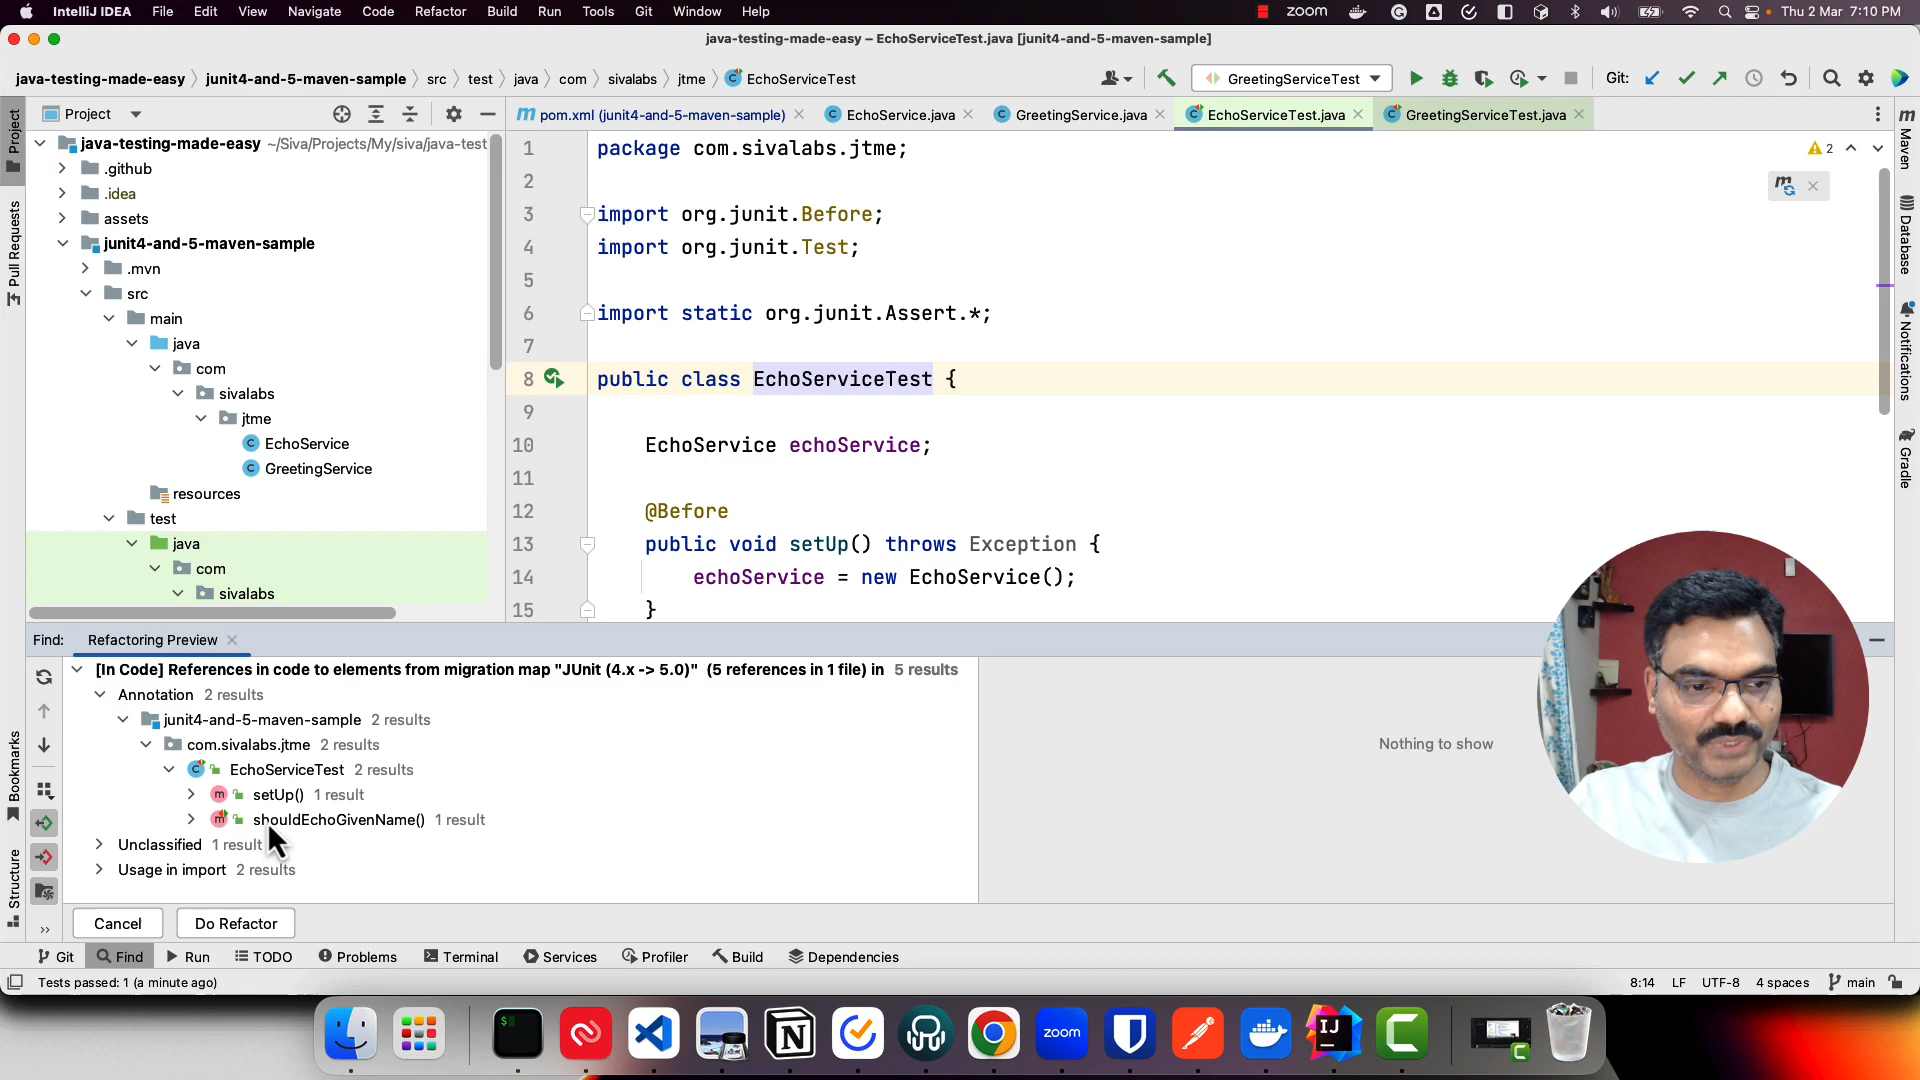 IntelliJ IDEA File Edit View Navigate Code Refactor Build Run Tools Git Window Help zoom Thu 2 Mar 7:10 PM
java-testing-made-easy – EchoServiceTest.java [junit4-and-5-maven-sample]
java-testing-made-easy junit4-and-5-maven-sample src test java com sivalabs jtme EchoServiceTest GreetingServiceTest Git:
Project
pom.xml (junit4-and-5-maven-sample) EchoService.java GreetingService.java EchoServiceTest.java GreetingServiceTest.java
Project
Pull Requests
Bookmarks
Structure
java-testing-made-easy ~/Siva/Projects/My/siva/java-test
.github
.idea
assets
junit4-and-5-maven-sample
.mvn
src
main
java
com
sivalabs
jtme
EchoService
GreetingService
resources
test
java
com
sivalabs
1 package com.sivalabs.jtme;
2
3 import org.junit.Before;
4 import org.junit.Test;
5
6 import static org.junit.Assert.*;
7
8 public class EchoServiceTest {
9
10 EchoService echoService;
11
12 @Before
13 public void setUp() throws Exception {
14 echoService = new EchoService();
15 }
2
Maven
Database
Notifications
Gradle
Find: Refactoring Preview
[In Code] References in code to elements from migration map "JUnit (4.x -> 5.0)" (5 references in 1 file) in 5 results
Annotation 2 results
junit4-and-5-maven-sample 2 results
com.sivalabs.jtme 2 results
EchoServiceTest 2 results
setUp() 1 result
shouldEchoGivenName() 1 result
Unclassified 1 result
Usage in import 2 results
Nothing to show
Cancel Do Refactor
Git Find Run TODO Problems Terminal Services Profiler Build Dependencies
Tests passed: 1 (a minute ago) 8:14 LF UTF-8 4 spaces main
zoom
IJ